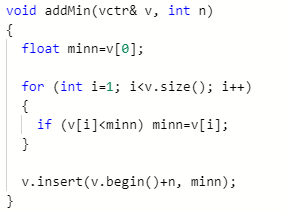 void addMin(vctr& v, int n)
{
float minn=v[0];
for (int i=1; i<v.size(); i++)
{
if (v[i]<minn) minn=v[i];
}
v.insert(v.begin()+n, minn);
}